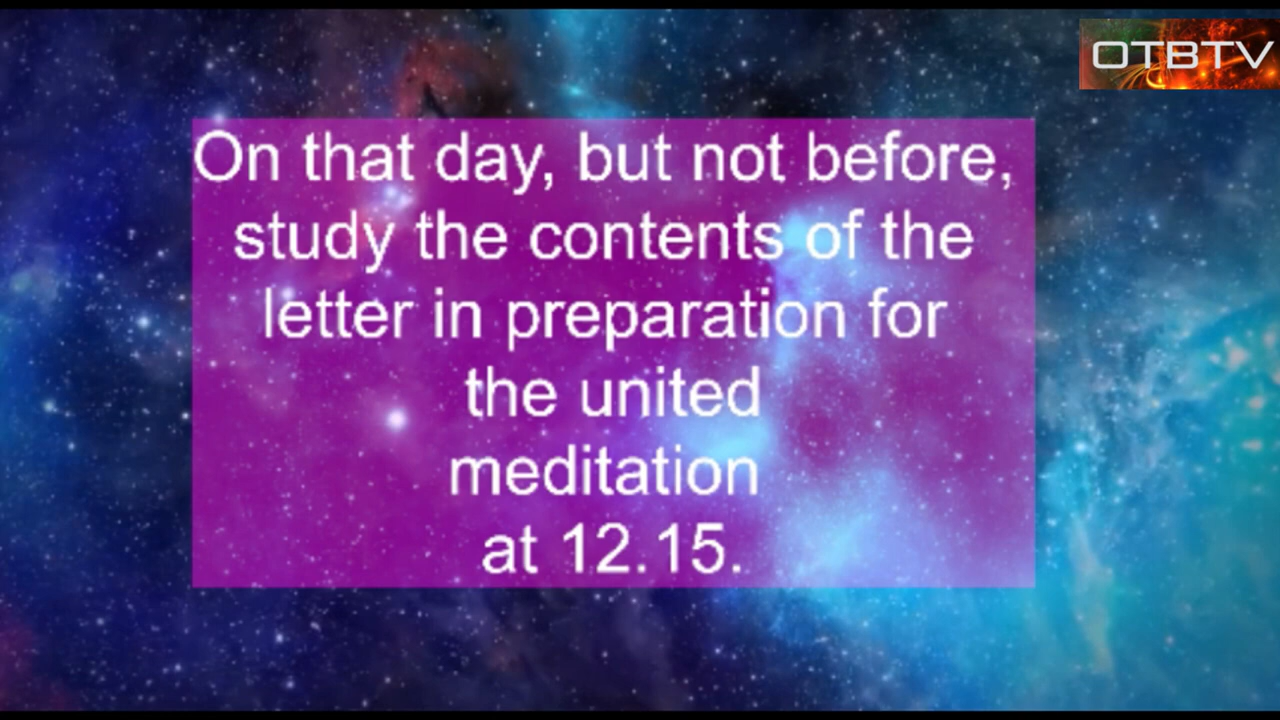 OTBTV
On that day, but not before,
study the contents of the
letter in preparation for
the united
meditation
at 12.15.